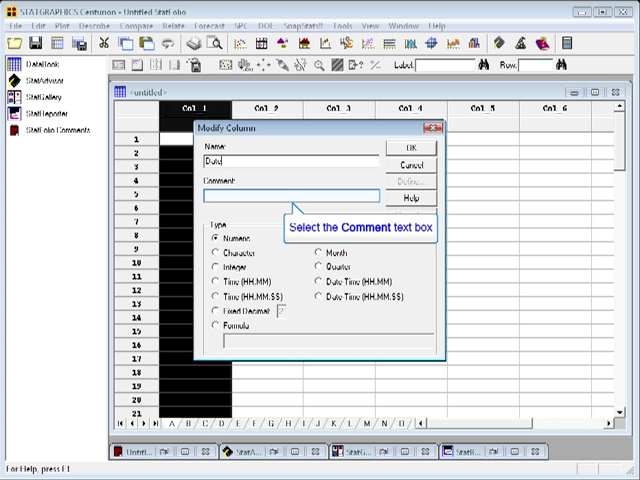 STATGRAPHICS Centurion - Untitled StatFolio
File Edit Plot Describe Compare Relate Forecast SPC DOE SnapStats!! Tools View Window Help
Label: Row:
DataBook
StatAdvisor
StatGallery
StatReporter
StatFolio Comments
<untitled>
Col_1 Col_2 Col_3 Col_4 Col_5 Col_6
1
2
3
4
5
6
7
8
9
10
11
12
13
14
15
16
17
18
19
20
21
Modify Column
Name:
Date
Comment:
OK
Cancel
Define...
Help
Select the Comment text box
Type
Numeric
Character
Integer
Time (HH:MM)
Time (HH:MM:SS)
Fixed Decimal: 2
Formula
Month
Quarter
Date-Time (HH:MM)
Date-Time (HH:MM:SS)
A B C D E F G H I J K L M N O
Untitl... StatA... StatG... StatR...
For Help, press F1